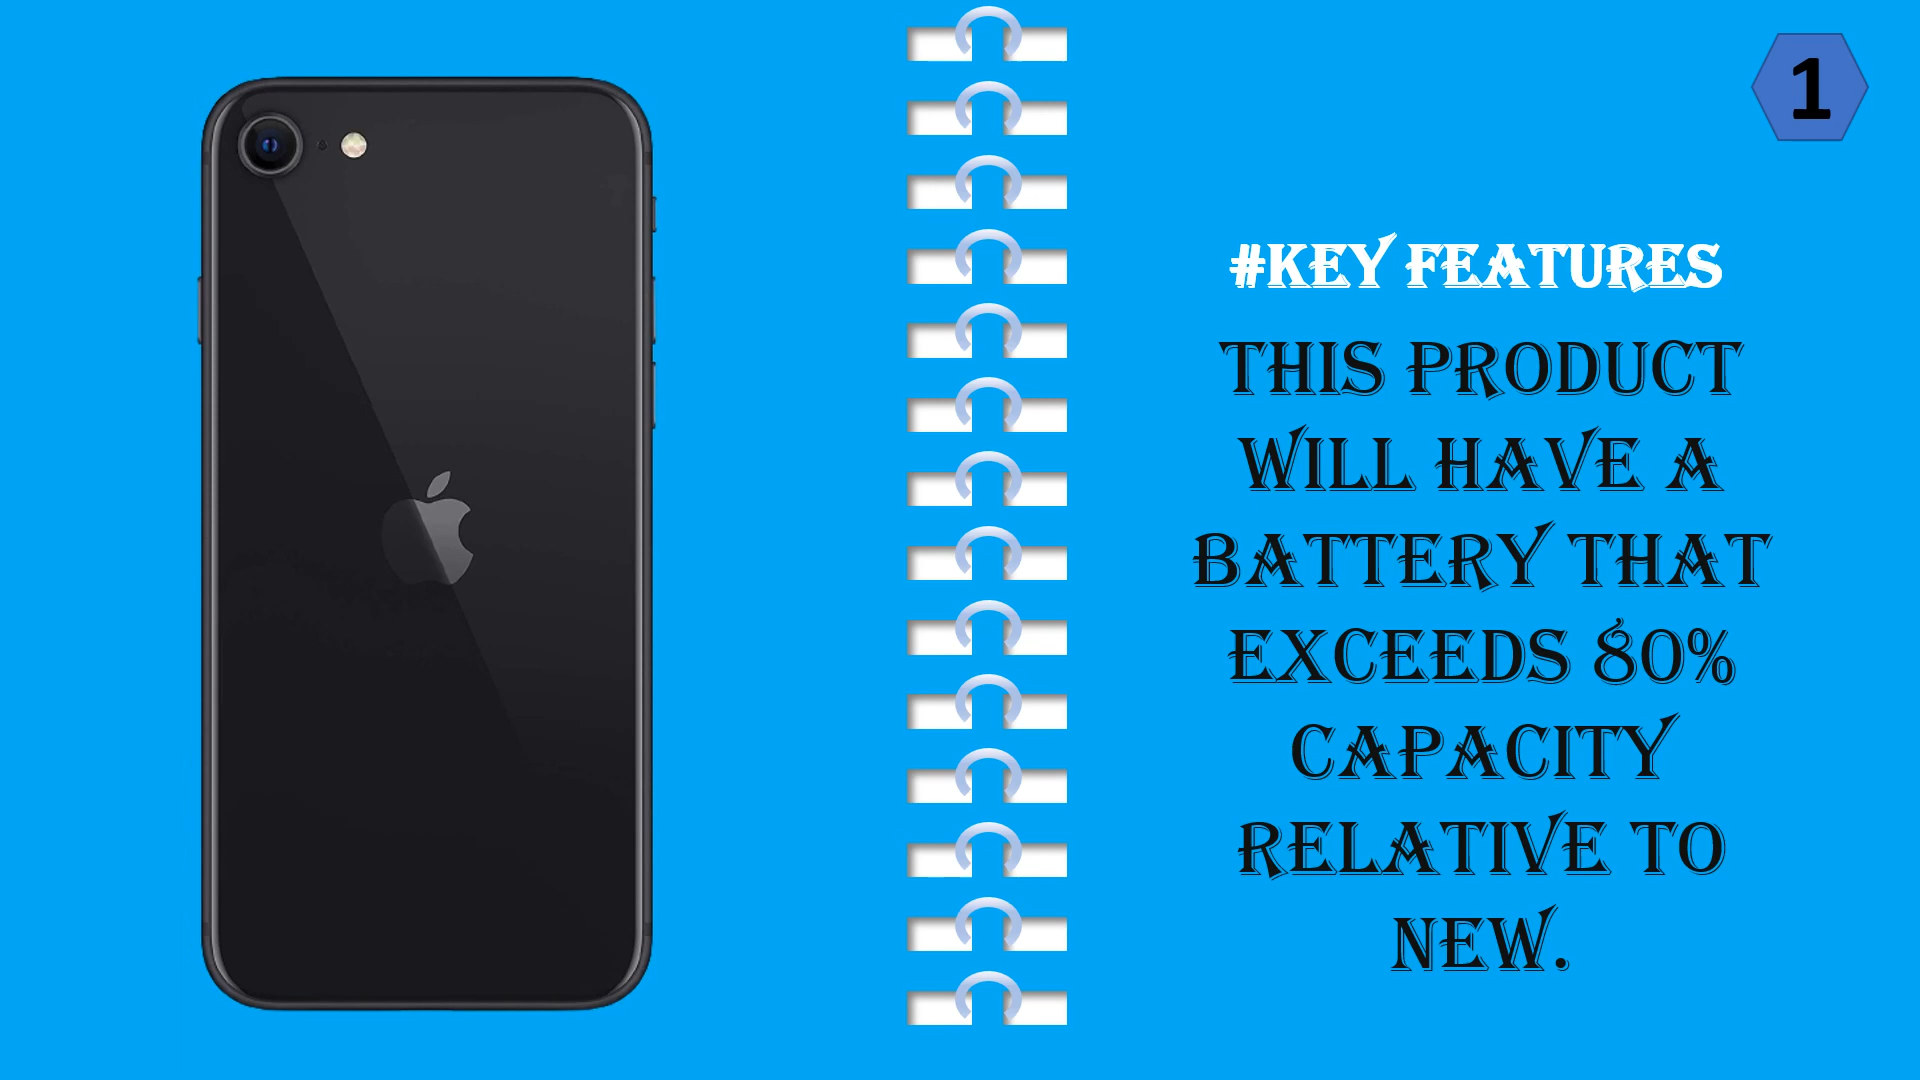 1
#KEY FEATURES
THIS PRODUCT
WILL HAVE A
BATTERY THAT
EXCEEDS 80%
CAPACITY
RELATIVE TO
NEW.